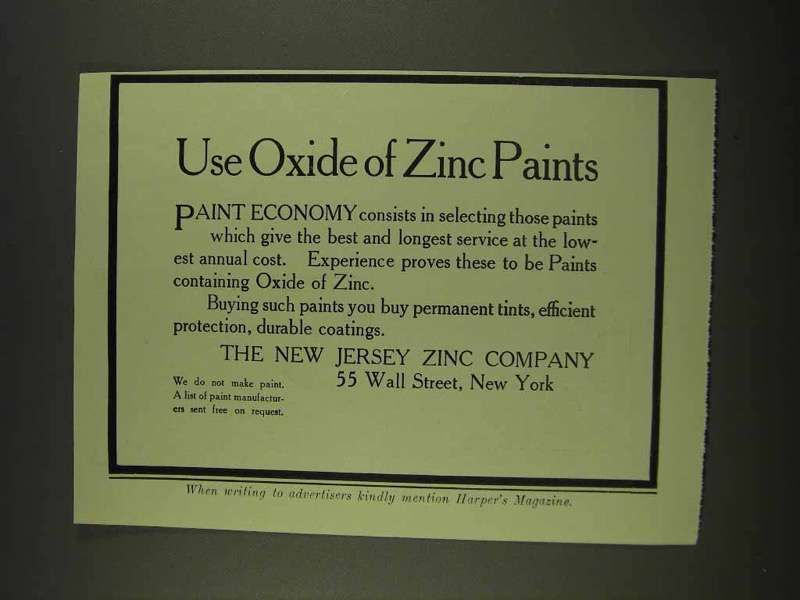 Use Oxide of Zinc Paints
PAINT ECONOMY consists in selecting those paints
which give the best and longest service at the low-
est annual cost. Experience proves these to be Paints
containing Oxide of Zinc.
Buying such paints you buy permanent tints, efficient
protection, durable coatings.
THE NEW JERSEY ZINC COMPANY
55 Wall Street, New York
We do not make paint.
A list of paint manufactur-
ers sent free on request.
When writing to advertisers kindly mention Harper's Magazine.